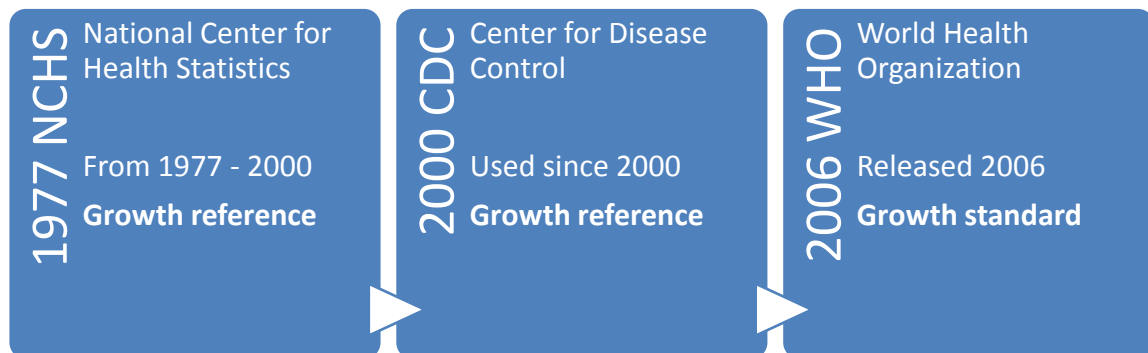 1977 NCHS
National Center for
Health Statistics
From 1977 - 2000
Growth reference
2000 CDC
Center for Disease
Control
Used since 2000
Growth reference
2006 WHO
World Health
Organization
Released 2006
Growth standard